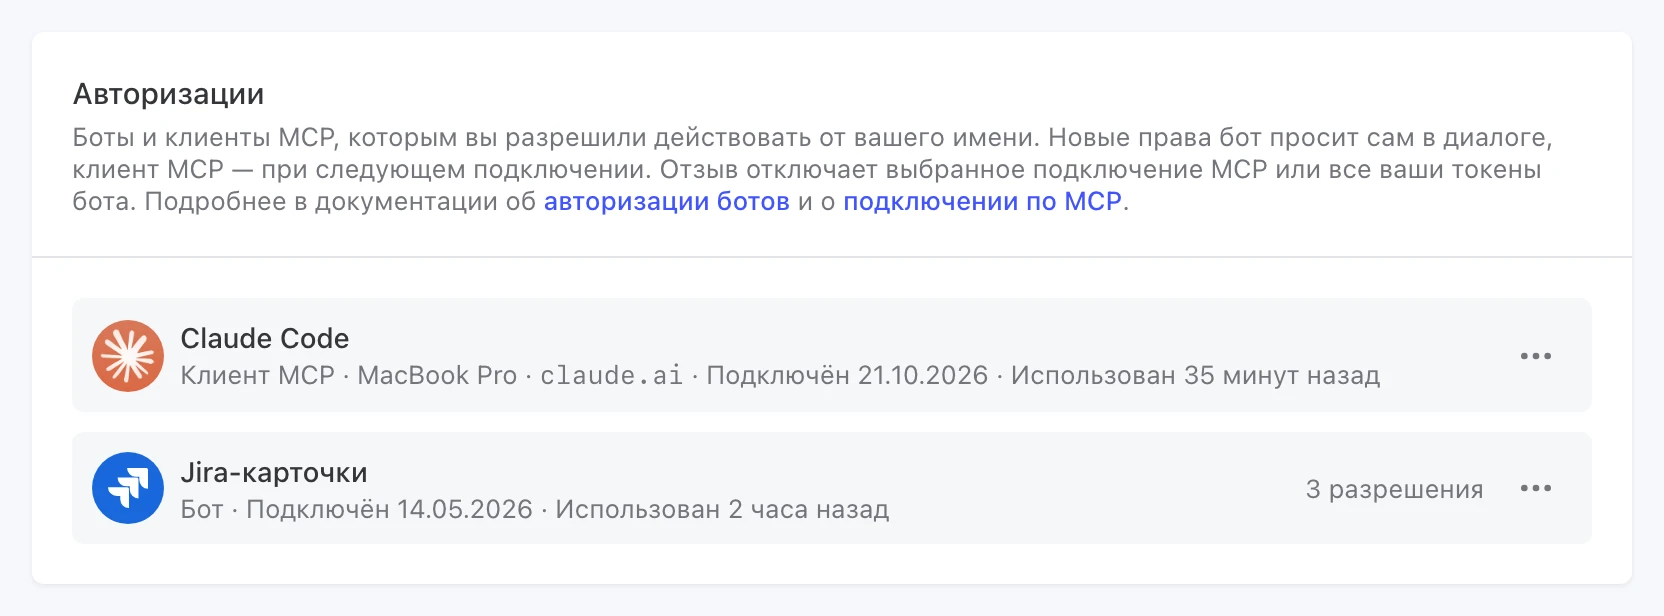 Авторизации
Боты и клиенты MCP, которым вы разрешили действовать от вашего имени. Новые права бот просит сам в диалоге,
клиент MCP — при следующем подключении. Отзыв отключает выбранное подключение MCP или все ваши токены
бота. Подробнее в документации об авторизации ботов и о подключении по MCP.
Claude Code
Клиент MCP · MacBook Pro · claude.ai · Подключён 21.10.2026 · Использован 35 минут назад
Jira-карточки
Бот · Подключён 14.05.2026 · Использован 2 часа назад
3 разрешения